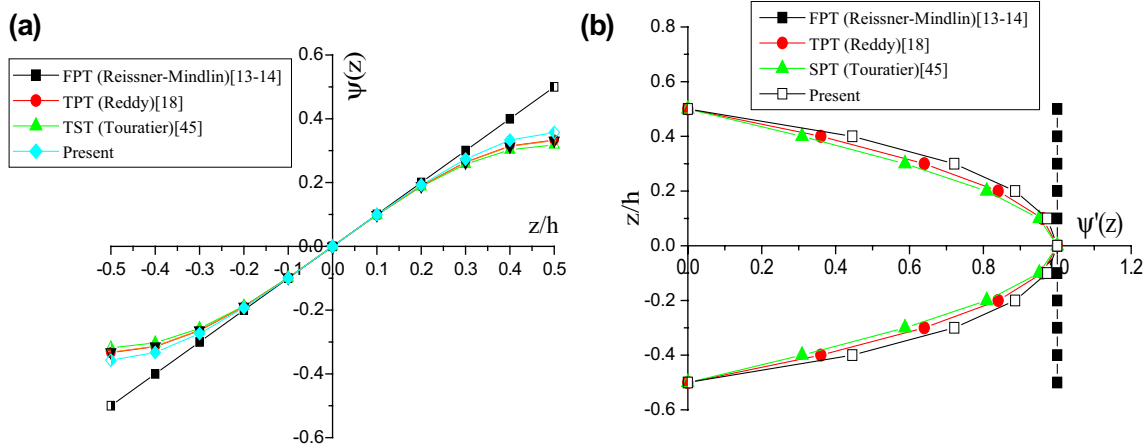 (a)
FPT (Reissner-Mindlin)[13-14]
TPT (Reddy)[18]
TST (Touratier)[45]
Present
ψ(z)
0.6
0.4
0.2
0.0
-0.2
-0.4
-0.6
z/h
-0.5 -0.4 -0.3 -0.2 -0.1 0.0 0.1 0.2 0.3 0.4 0.5
(b)
FPT (Reissner-Mindlin)[13-14]
TPT (Reddy)[18]
SPT (Touratier)[45]
Present
z/h
0.8
0.6
0.4
0.2
0.0
-0.2
-0.4
-0.6
ψ'(z)
0.0 0.2 0.4 0.6 0.8 1.0 1.2